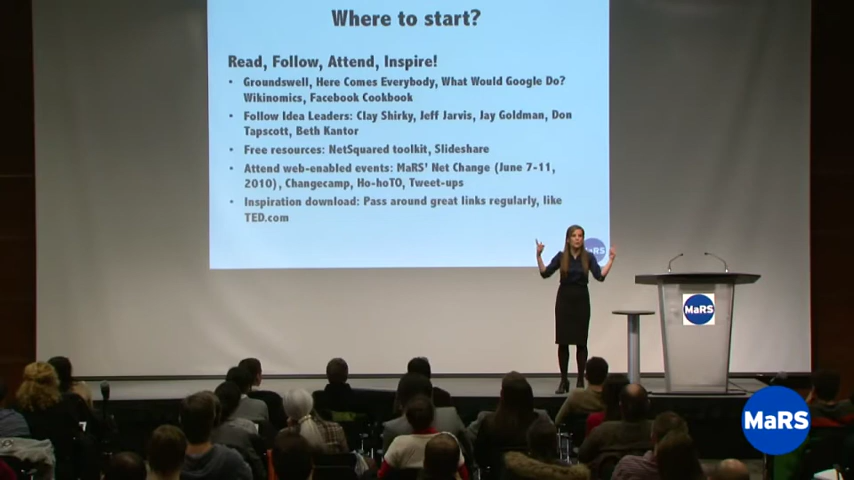 Where to start?
Read, Follow, Attend, Inspire!
• Groundswell, Here Comes Everybody, What Would Google Do?
Wikinomics, Facebook Cookbook
• Follow Idea Leaders: Clay Shirky, Jeff Jarvis, Jay Goldman, Don
Tapscott, Beth Kantor
• Free resources: NetSquared toolkit, Slideshare
• Attend web-enabled events: MaRS' Net Change (June 7-11,
2010), Changecamp, Ho-hoTO, Tweet-ups
• Inspiration download: Pass around great links regularly, like
TED.com
MaRS
MaRS
MaRS